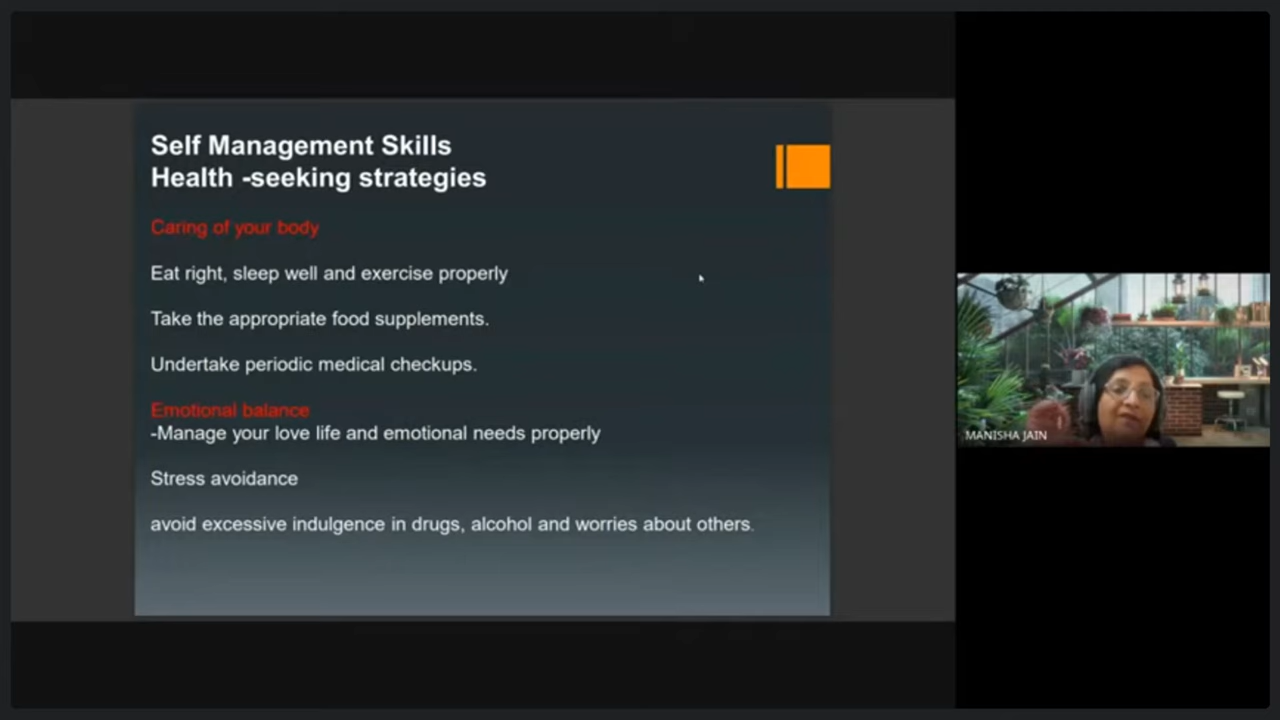 Self Management Skills
Health -seeking strategies
Caring of your body
Eat right, sleep well and exercise properly
Take the appropriate food supplements.
Undertake periodic medical checkups.
Emotional balance
-Manage your love life and emotional needs properly
Stress avoidance
avoid excessive indulgence in drugs, alcohol and worries about others.
MANISHA JAIN